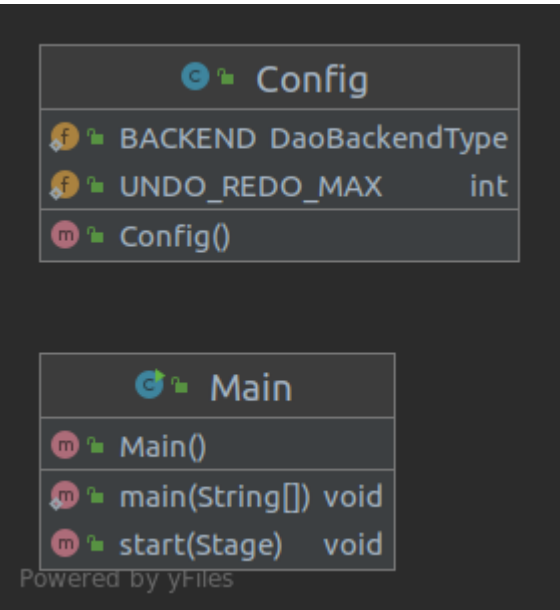 Config
BACKEND DaoBackendType
UNDO_REDO_MAX int
Config()
Main
Main()
main(String[]) void
start(Stage) void
Powered by yFiles